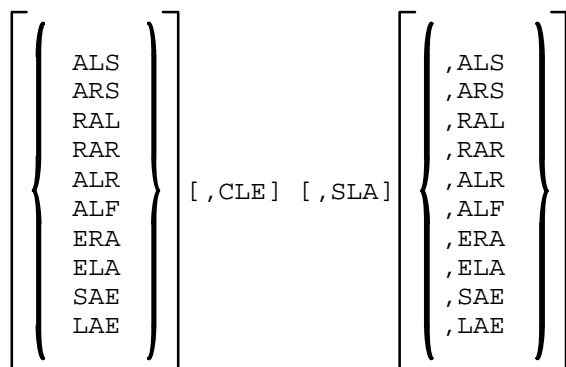 ALS ,ALS
ARS ,ARS
RAL ,RAL
RAR ,RAR
ALR [,CLE] [,SLA] ,ALR
ALF ,ALF
ERA ,ERA
ELA ,ELA
SAE ,SAE
LAE ,LAE